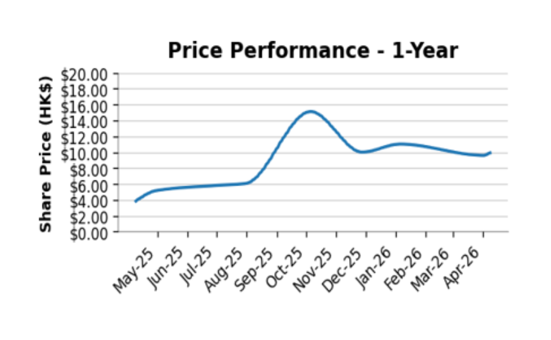 Price Performance - 1-Year
Share Price (HK$)
$20.00
$18.00
$16.00
$14.00
$12.00
$10.00
$8.00
$6.00
$4.00
$2.00
$0.00
May-25
Jun-25
Jul-25
Aug-25
Sep-25
Oct-25
Nov-25
Dec-25
Jan-26
Feb-26
Mar-26
Apr-26